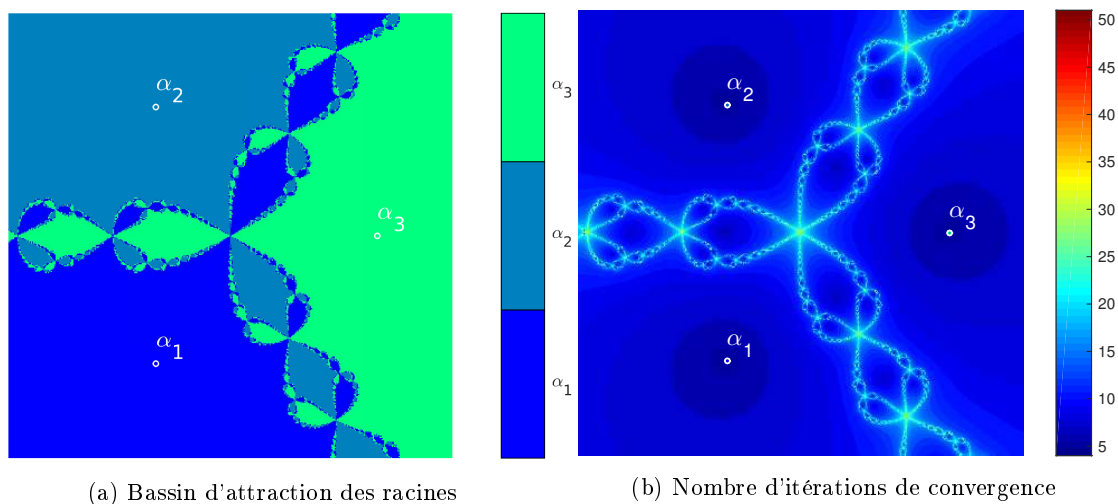 α₂
α₃
α₁
α₃
α₂
α₁
(a) Bassin d'attraction des racines
α₂
α₃
α₁
50
45
40
35
30
25
20
15
10
5
(b) Nombre d'itérations de convergence